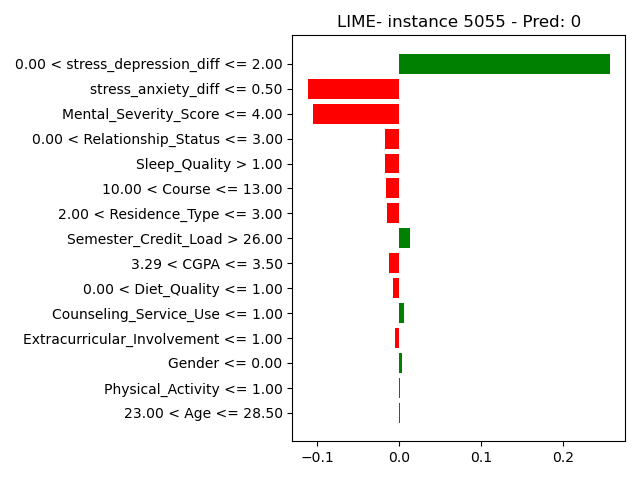 LIME- instance 5055 - Pred: 0
0.00 < stress_depression_diff <= 2.00
stress_anxiety_diff <= 0.50
Mental_Severity_Score <= 4.00
0.00 < Relationship_Status <= 3.00
Sleep_Quality > 1.00
10.00 < Course <= 13.00
2.00 < Residence_Type <= 3.00
Semester_Credit_Load > 26.00
3.29 < CGPA <= 3.50
0.00 < Diet_Quality <= 1.00
Counseling_Service_Use <= 1.00
Extracurricular_Involvement <= 1.00
Gender <= 0.00
Physical_Activity <= 1.00
23.00 < Age <= 28.50
−0.1 0.0 0.1 0.2